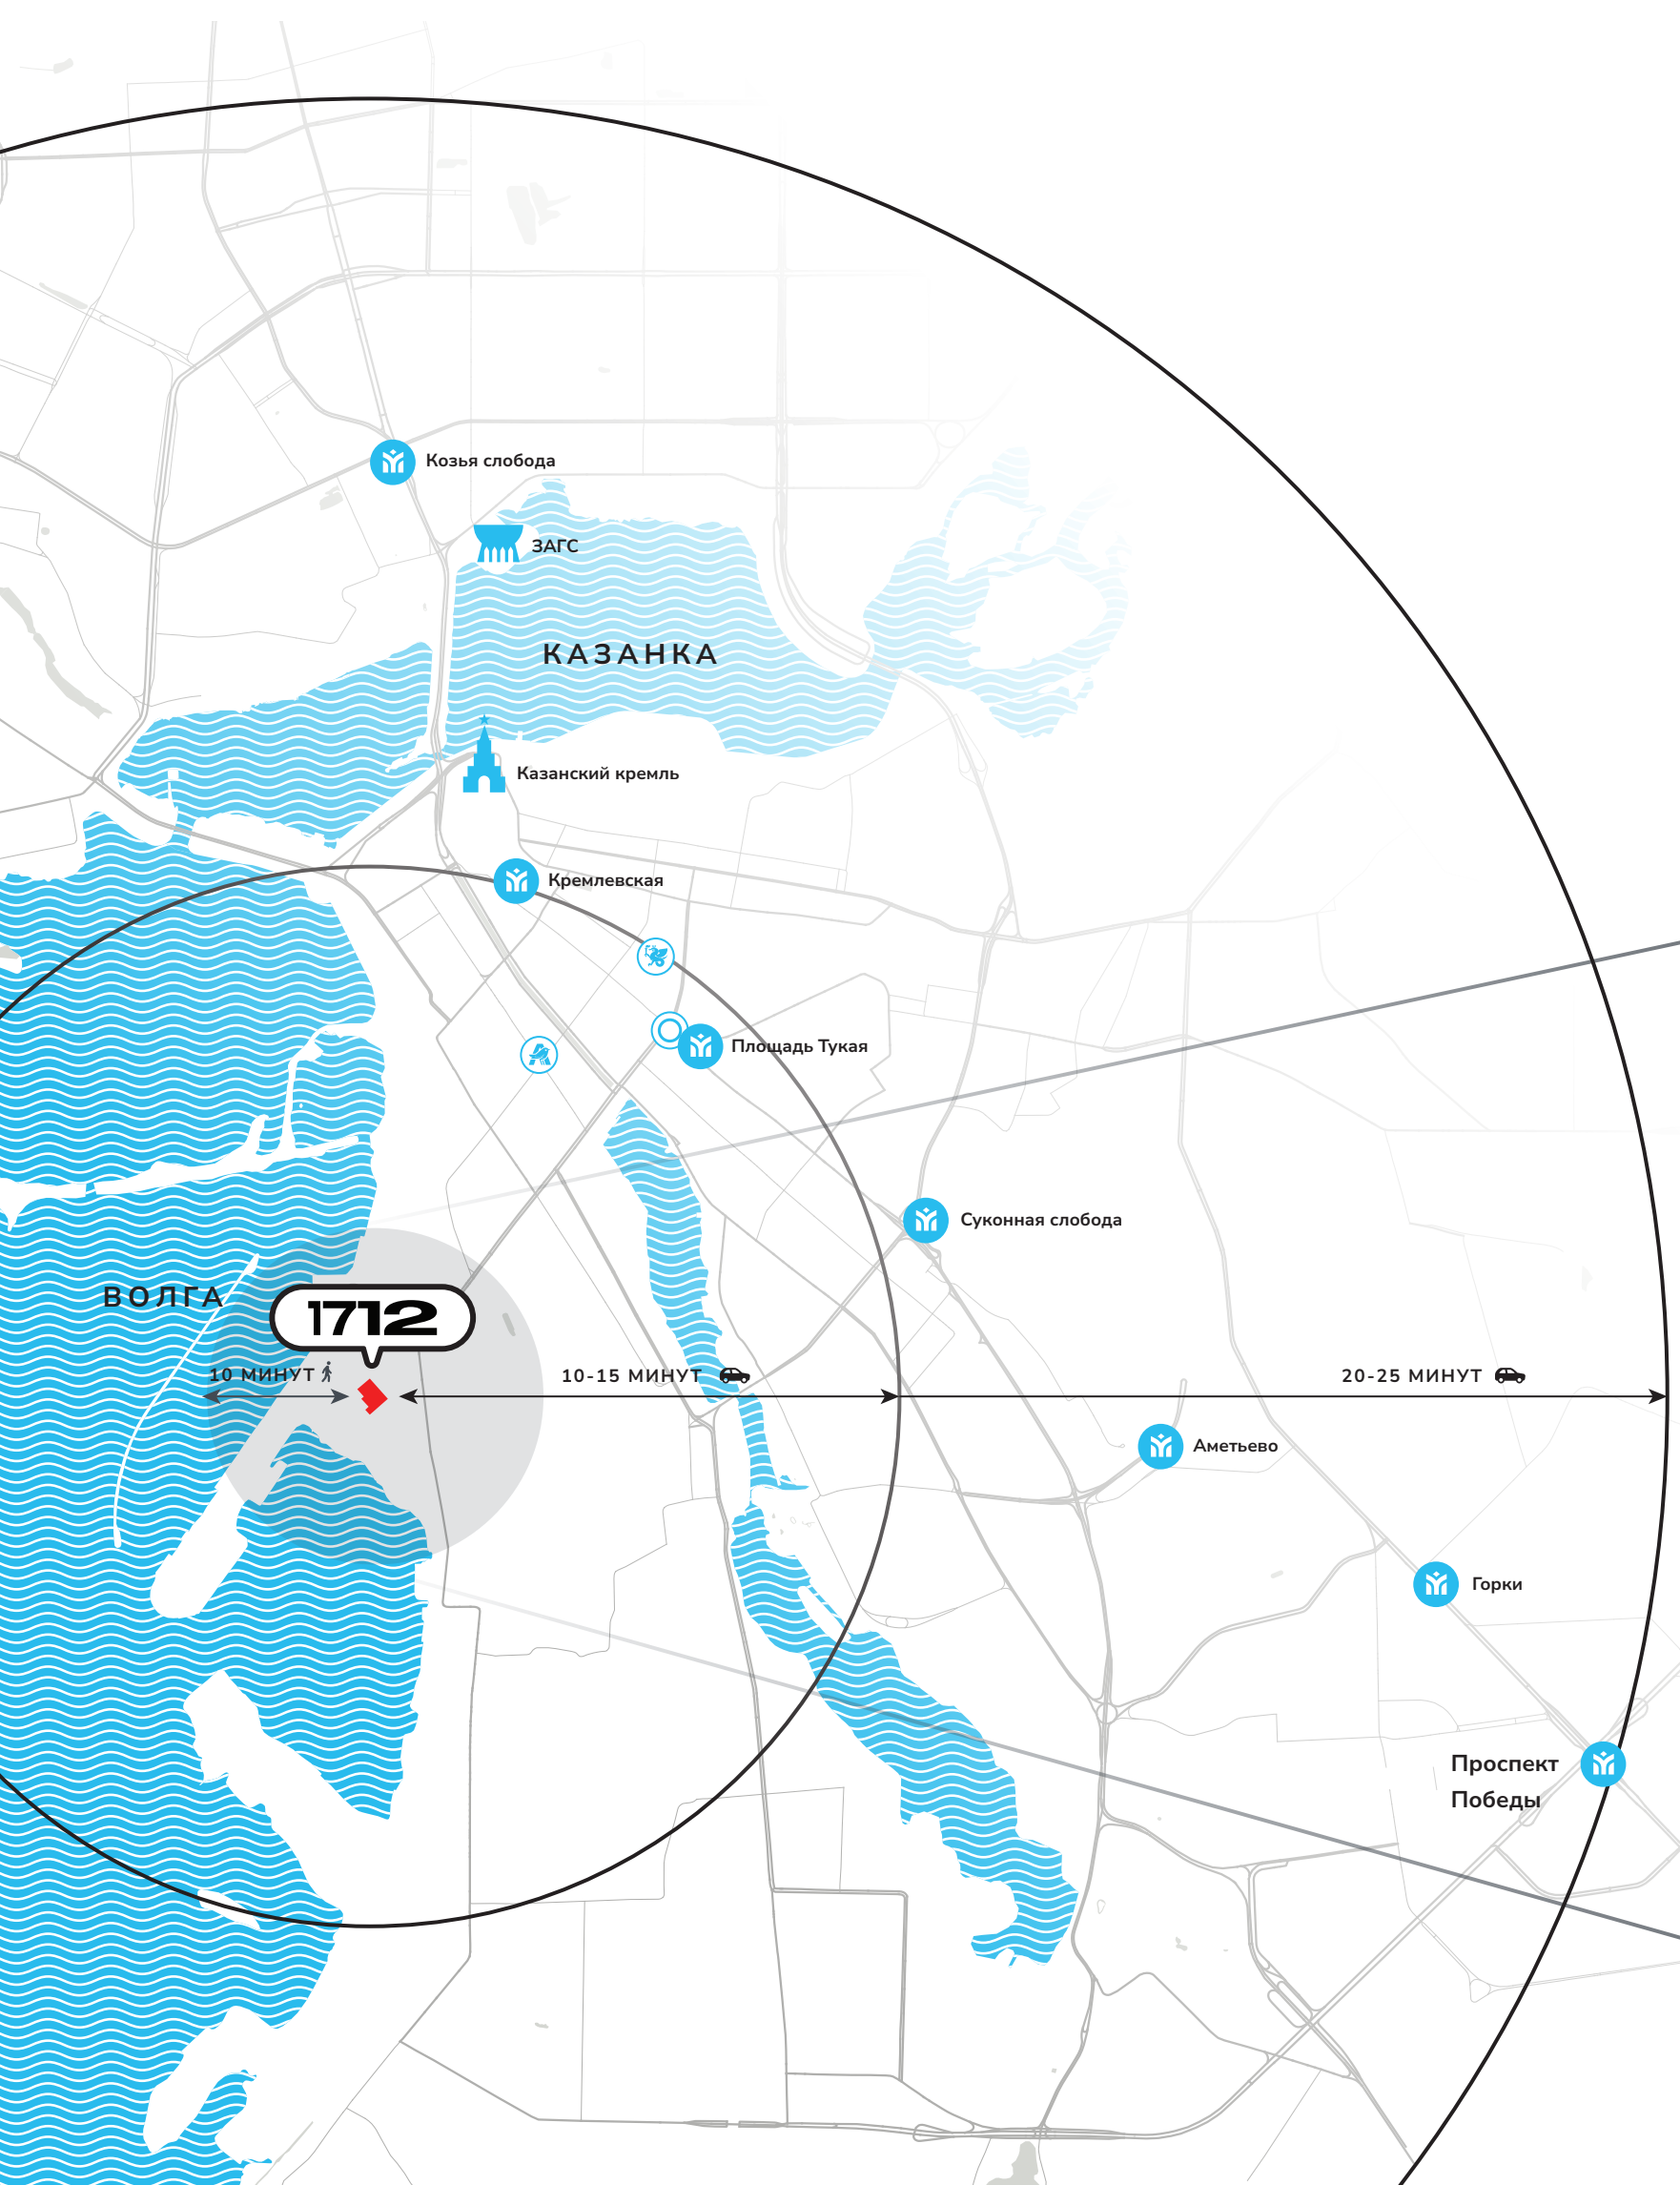 Козья слобода
ЗАГС
КАЗАНКА
Казанский кремль
Кремлевская
Площадь Тукая
Суконная слобода
ВОЛГА
1712
10 МИНУТ
10-15 МИНУТ
20-25 МИНУТ
Аметьево
Горки
Проспект
Победы